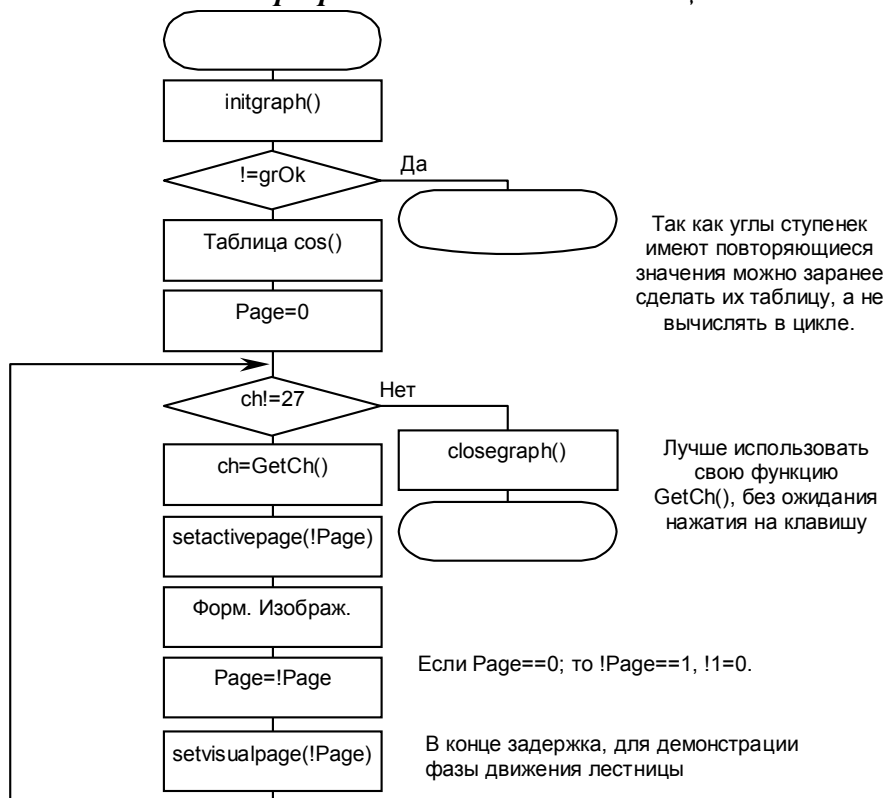 initgraph()
!=grOk
Да
Таблица cos()
Так как углы ступенек
имеют повторяющиеся
значения можно заранее
сделать их таблицу, а не
вычислять в цикле.
Page=0
ch!=27
Нет
ch=GetCh()
closegraph()
Лучше использовать
свою функцию
GetCh(), без ожидания
нажатия на клавишу
setactivepage(!Page)
Форм. Изображ.
Page=!Page
Если Page==0; то !Page==1, !1=0.
setvisualpage(!Page)
В конце задержка, для демонстрации
фазы движения лестницы